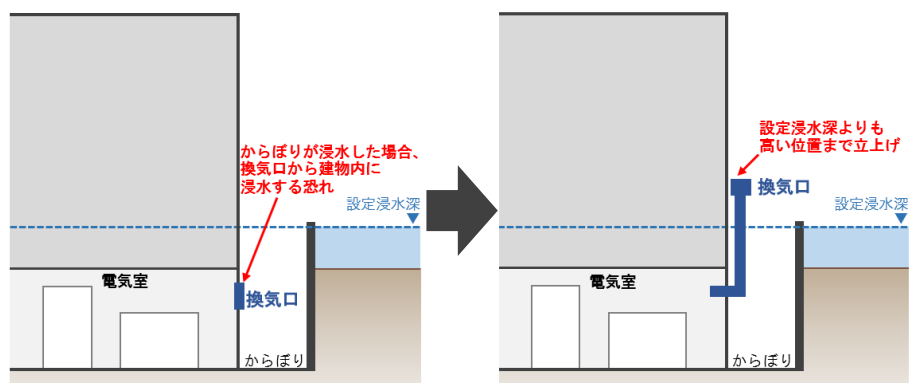 からぼりが浸水した場合、
換気口から建物内に
浸水する恐れ
設定浸水深
電気室
換気口
からぼり
設定浸水深よりも
高い位置まで立上げ
換気口
設定浸水深
電気室
からぼり